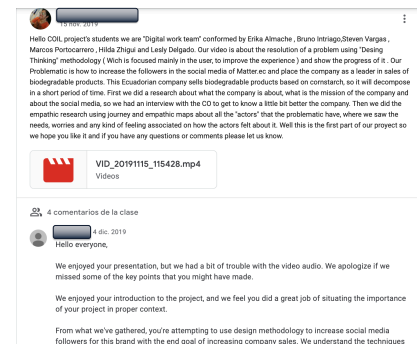 15 nov. 2019
Hello COIL project's students we are "Digital work team" conformed by Erika Almache , Bruno Intriago,Steven Vargas ,
Marcos Portocarrero , Hilda Zhigui and Lesly Delgado. Our video is about the resolution of a problem using "Desing
Thinking" methodology ( Wich is focused mainly in the user, to improve the experience ) and show the progress of it . Our
Problematic is how to increase the followers in the social media of Matter.ec and place the company as a leader in sales of
biodegradable products. This Ecuadorian company sells biodegradable products based on cornstarch, so it will decompose
in a short period of time. First we did a research about what the company is about, what is the mission of the company and
about the social media, so we had an interview with the CO to get to know a little bit better the company. Then we did the
empathic research using journey and empathic maps about all the "actors" that the problematic have, where we saw the
needs, worries and any kind of feeling associated on how the actors felt about it. Well this is the first part of our proyect so
we hope you like it and if you have any questions or comments please let us know.
VID_20191115_115428.mp4
Videos
4 comentarios de la clase
4 dic. 2019
Hello everyone,
We enjoyed your presentation, but we had a bit of trouble with the video audio. We apologize if we
missed some of the key points that you might have made.
We enjoyed your introduction to the project, and we feel you did a great job of situating the importance
of your project in proper context.
From what we've gathered, you're attempting to use design methodology to increase social media
followers for this brand with the end goal of increasing company sales. We understand the techniques